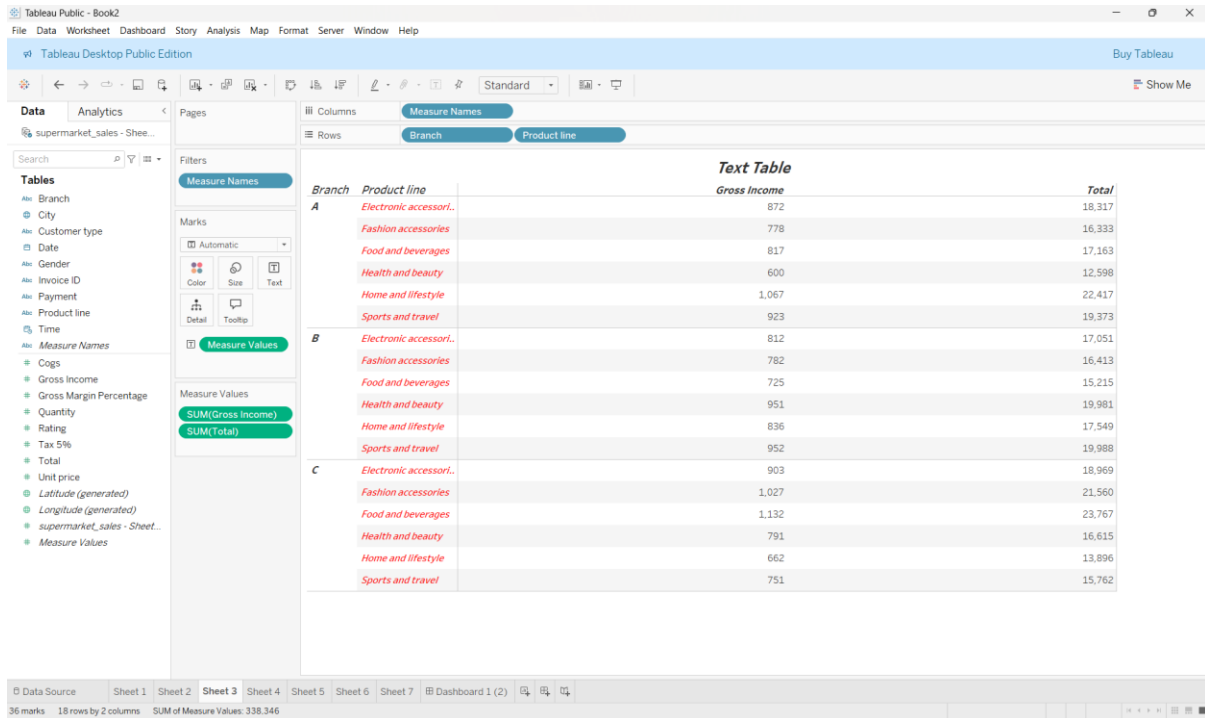 Tableau Public - Book2
File Data Worksheet Dashboard Story Analysis Map Format Server Window Help
Tableau Desktop Public Edition Buy Tableau
Standard Show Me
Data Analytics
supermarket_sales - Shee...
Search
Tables
Abc Branch
City
Abc Customer type
Date
Abc Gender
Abc Invoice ID
Abc Payment
Abc Product line
Time
Abc Measure Names
# Cogs
# Gross Income
# Gross Margin Percentage
# Quantity
# Rating
# Tax 5%
# Total
# Unit price
Latitude (generated)
Longitude (generated)
# supermarket_sales - Sheet...
# Measure Values
Pages
Filters
Measure Names
Marks
Automatic
Color Size Text
Detail Tooltip
Measure Values
Measure Values
SUM(Gross Income)
SUM(Total)
Columns Measure Names
Rows Branch Product line
Text Table
Branch Product line Gross Income Total
A Electronic accessori.. 872 18,317
Fashion accessories 778 16,333
Food and beverages 817 17,163
Health and beauty 600 12,598
Home and lifestyle 1,067 22,417
Sports and travel 923 19,373
B Electronic accessori.. 812 17,051
Fashion accessories 782 16,413
Food and beverages 725 15,215
Health and beauty 951 19,981
Home and lifestyle 836 17,549
Sports and travel 952 19,988
C Electronic accessori.. 903 18,969
Fashion accessories 1,027 21,560
Food and beverages 1,132 23,767
Health and beauty 791 16,615
Home and lifestyle 662 13,896
Sports and travel 751 15,762
Data Source Sheet 1 Sheet 2 Sheet 3 Sheet 4 Sheet 5 Sheet 6 Sheet 7 Dashboard 1 (2)
36 marks 18 rows by 2 columns SUM of Measure Values: 338.346